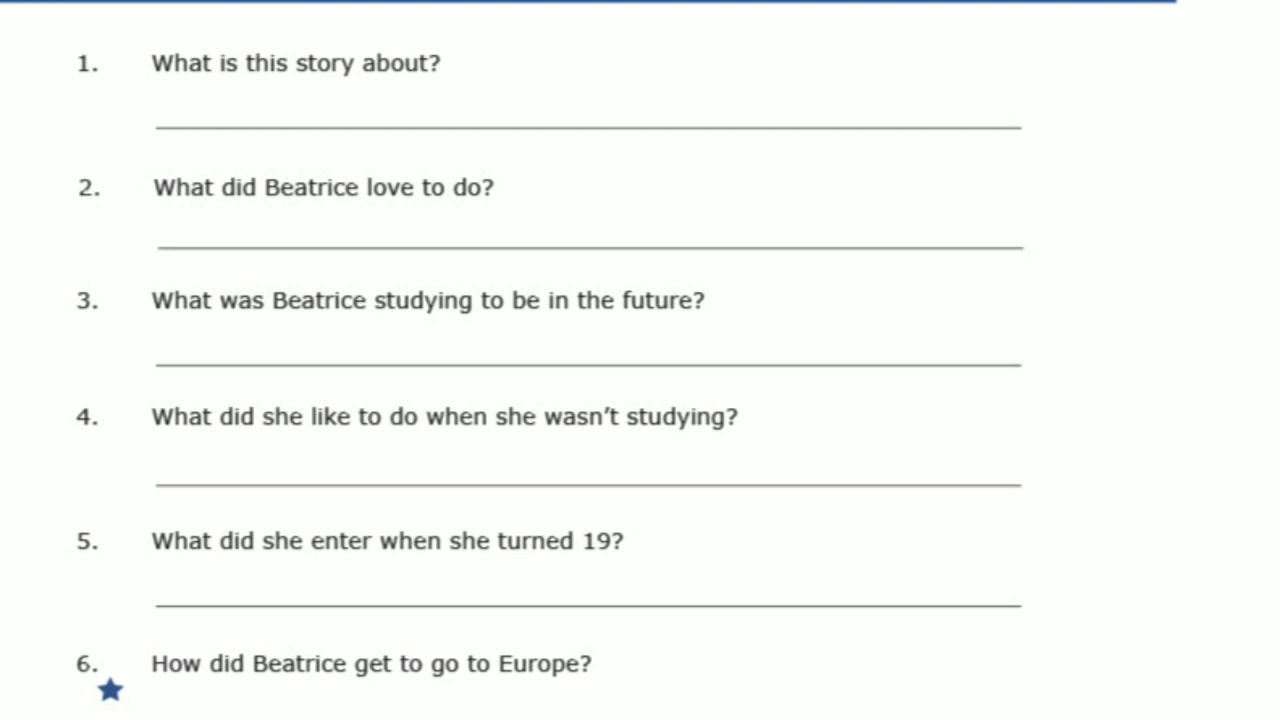 1. What is this story about?
2. What did Beatrice love to do?
3. What was Beatrice studying to be in the future?
4. What did she like to do when she wasn’t studying?
5. What did she enter when she turned 19?
6. How did Beatrice get to go to Europe?